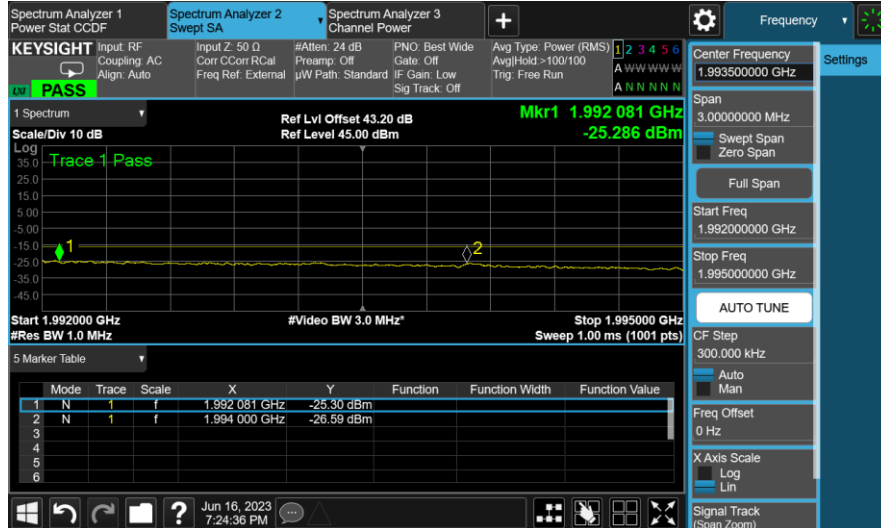 Spectrum Analyzer 1
Power Stat CCDF
Spectrum Analyzer 2
Swept SA
Spectrum Analyzer 3
Channel Power
+
Frequency
KEYSIGHT
LXI PASS
Input: RF
Coupling: AC
Align: Auto
Input Z: 50 Ω
Corr CCorr RCal
Freq Ref: External
#Atten: 24 dB
Preamp: Off
µW Path: Standard
PNO: Best Wide
Gate: Off
IF Gain: Low
Sig Track: Off
Avg Type: Power (RMS)
Avg|Hold:>100/100
Trig: Free Run
1 2 3 4 5 6
A W W W W W
A N N N N N
1 Spectrum
Scale/Div 10 dB
Ref Lvl Offset 43.20 dB
Ref Level 45.00 dBm
Mkr1 1.992 081 GHz
-25.286 dBm
Log
Trace 1 Pass
35.0
25.0
15.0
5.00
-5.00
-15.0
-25.0
-35.0
-45.0
1
2
Start 1.992000 GHz
#Res BW 1.0 MHz
#Video BW 3.0 MHz*
Stop 1.995000 GHz
Sweep 1.00 ms (1001 pts)
5 Marker Table
Mode Trace Scale X Y Function Function Width Function Value
1 N 1 f 1.992 081 GHz -25.30 dBm
2 N 1 f 1.994 000 GHz -26.59 dBm
3
4
5
6
Jun 16, 2023
7:24:36 PM
Center Frequency
1.993500000 GHz
Settings
Span
3.00000000 MHz
Swept Span
Zero Span
Full Span
Start Freq
1.992000000 GHz
Stop Freq
1.995000000 GHz
AUTO TUNE
CF Step
300.000 kHz
Auto
Man
Freq Offset
0 Hz
X Axis Scale
Log
Lin
Signal Track
(Span Zoom)